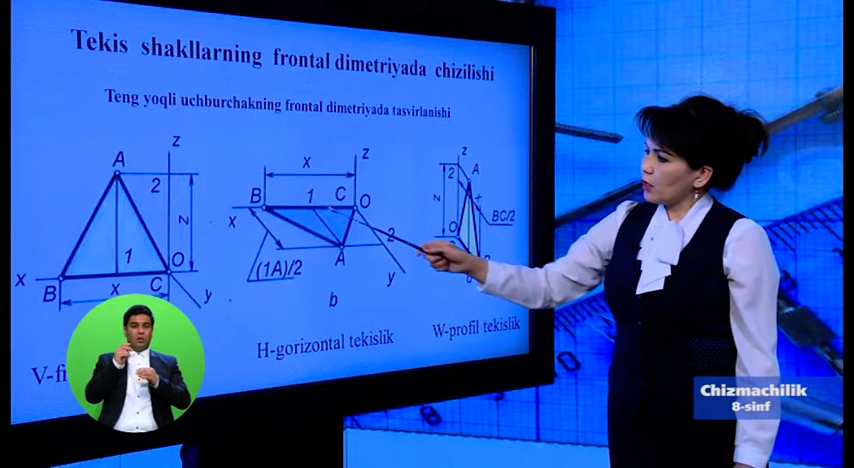 Tekis shakllarning frontal dimetriyada chizilishi
Teng yoqli uchburchakning frontal dimetriyada tasvirlanishi
z
A
2
z
1
O
x
B
x
C
y
x
z
B
1
C
O
x
2
A
(1A)/2
y
b
z
2
A
z
x
BC/2
O
V-
H-gorizontal tekislik
W-profil tekislik
Chizmachilik
8-sinf